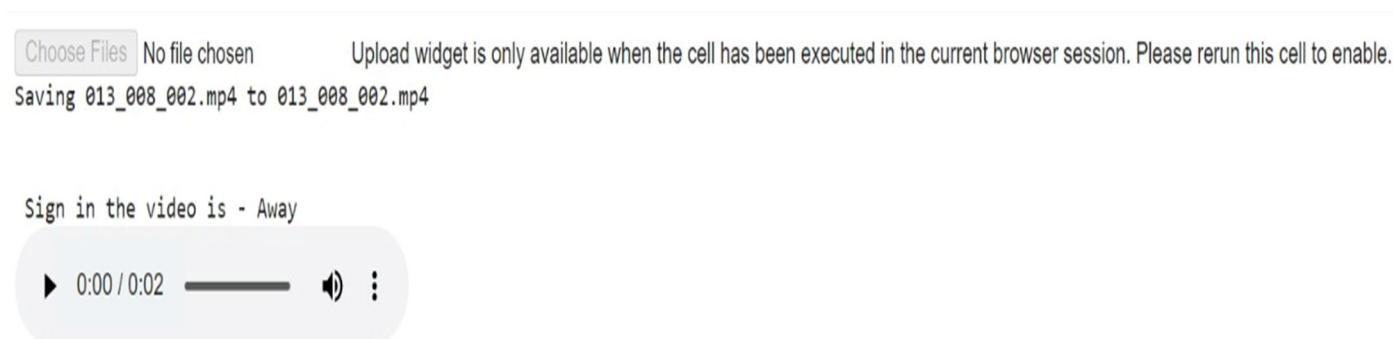 Choose Files No file chosen Upload widget is only available when the cell has been executed in the current browser session. Please rerun this cell to enable.
Saving 013_008_002.mp4 to 013_008_002.mp4
Sign in the video is - Away
0:00 / 0:02